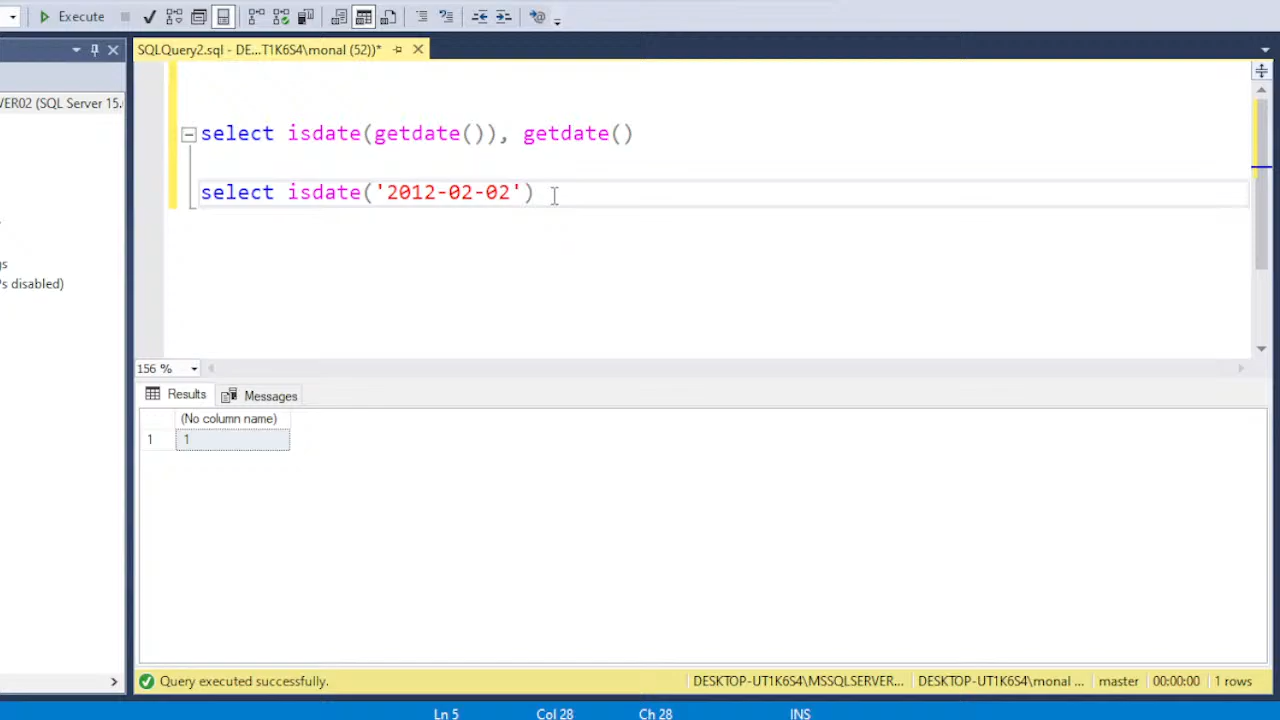 Execute
SQLQuery2.sql - DE...T1K6S4\monal (52))*
VER02 (SQL Server 15.
select isdate(getdate()), getdate()
select isdate('2012-02-02')
gs
's disabled)
156 %
Results
Messages
(No column name)
1 1
Query executed successfully.
DESKTOP-UT1K6S4\MSSQLSERVER...
DESKTOP-UT1K6S4\monal ...
master
00:00:00
1 rows
Ln 5
Col 28
Ch 28
INS